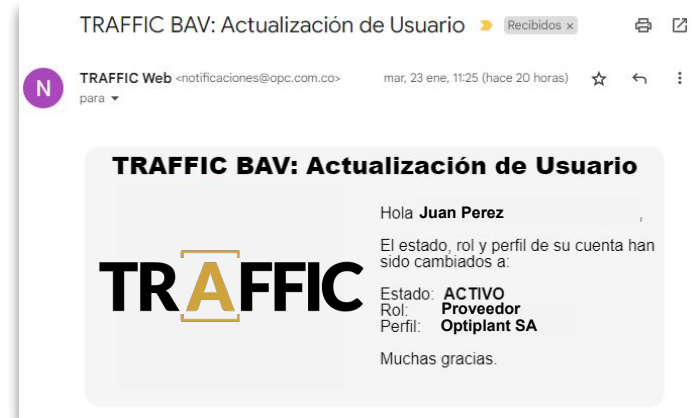 TRAFFIC BAV: Actualización de Usuario Recibidos x
N
TRAFFIC Web <notificaciones@opc.com.co> mar, 23 ene, 11:25 (hace 20 horas)
para
TRAFFIC BAV: Actualización de Usuario
TRAFFIC
Hola Juan Perez ,
El estado, rol y perfil de su cuenta han
sido cambiados a:
Estado: ACTIVO
Rol: Proveedor
Perfil: Optiplant SA
Muchas gracias.